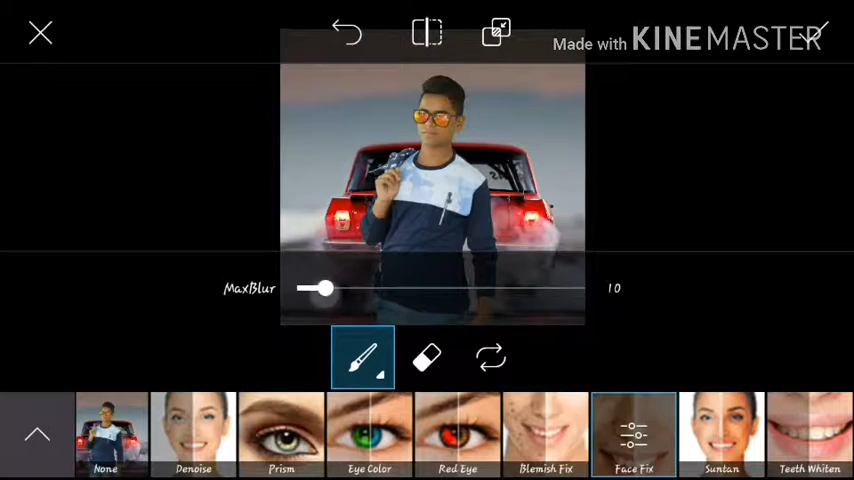 Made with KINEMASTER
MaxBlur 10
None Denoise Prism Eye Color Red Eye Blemish Fix Face Fix Suntan Teeth Whiten